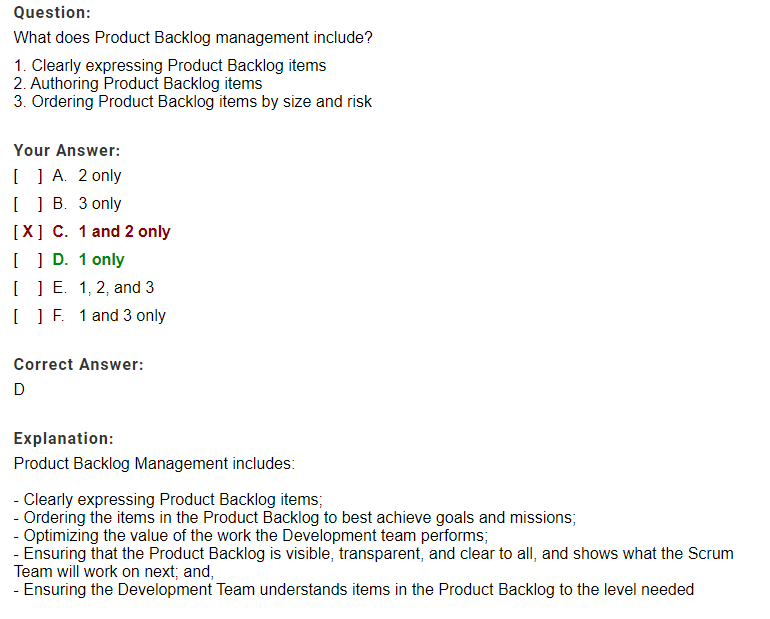 Question:
What does Product Backlog management include?
1. Clearly expressing Product Backlog items
2. Authoring Product Backlog items
3. Ordering Product Backlog items by size and risk
Your Answer:
[ ] A. 2 only
[ ] B. 3 only
[X] C. 1 and 2 only
[ ] D. 1 only
[ ] E. 1, 2, and 3
[ ] F. 1 and 3 only
Correct Answer:
D
Explanation:
Product Backlog Management includes:
- Clearly expressing Product Backlog items;
- Ordering the items in the Product Backlog to best achieve goals and missions;
- Optimizing the value of the work the Development team performs;
- Ensuring that the Product Backlog is visible, transparent, and clear to all, and shows what the Scrum
Team will work on next; and,
- Ensuring the Development Team understands items in the Product Backlog to the level needed